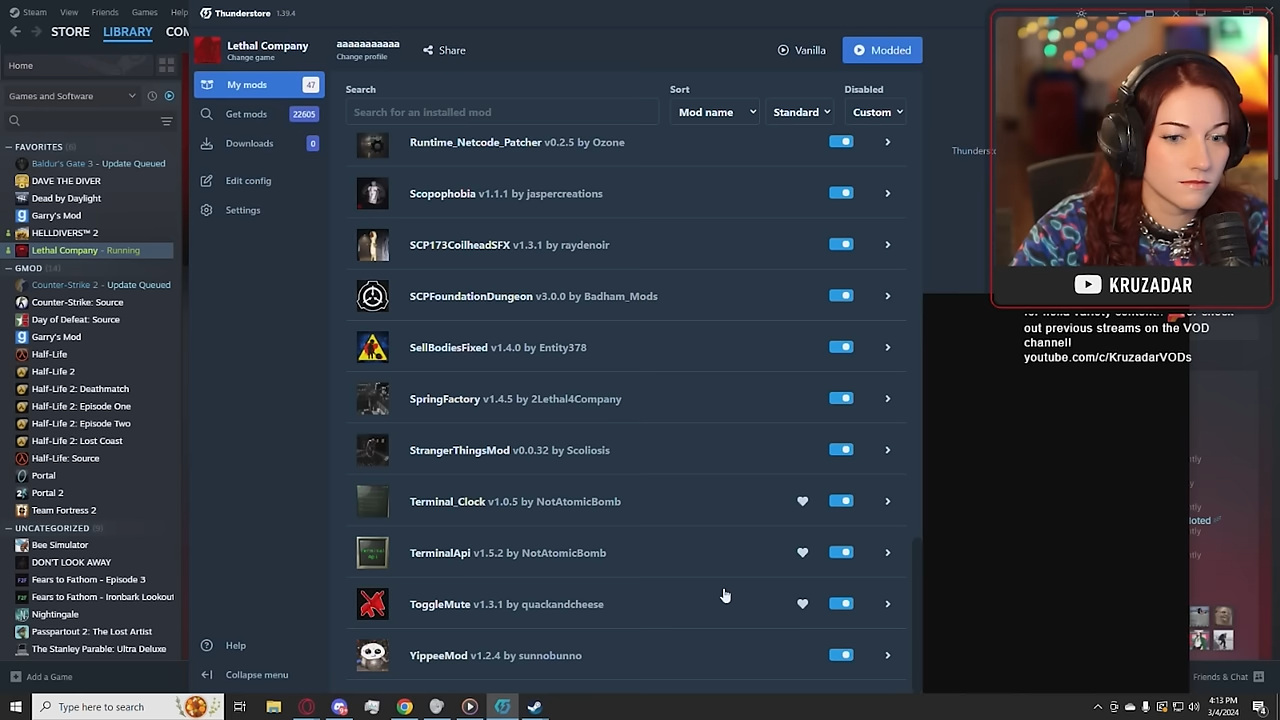 Steam View Friends Games Help
STORE LIBRARY COM
Home
Games and Software
FAVORITES (6)
Baldur's Gate 3 - Update Queued
DAVE THE DIVER
Dead by Daylight
Garry's Mod
HELLDIVERS™ 2
Lethal Company - Running
GMOD (14)
Counter-Strike 2 - Update Queued
Counter-Strike: Source
Day of Defeat: Source
Garry's Mod
Half-Life
Half-Life 2
Half-Life 2: Deathmatch
Half-Life 2: Episode One
Half-Life 2: Episode Two
Half-Life 2: Lost Coast
Half-Life: Source
Portal
Portal 2
Team Fortress 2
UNCATEGORIZED (9)
Bee Simulator
DON'T LOOK AWAY
Fears to Fathom - Episode 3
Fears to Fathom - Ironbark Lookout
Nightingale
Passpartout 2: The Lost Artist
The Stanley Parable: Ultra Deluxe
Add a Game
Thunderstore 1.39.4
Lethal Company
Change game
aaaaaaaaaaa
Change profile
Share
Vanilla
Modded
My mods 47
Get mods 22605
Downloads 0
Edit config
Settings
Help
Collapse menu
Search
Search for an installed mod
Sort
Mod name
Standard
Disabled
Custom
Runtime_Netcode_Patcher v0.2.5 by Ozone
Scopophobia v1.1.1 by jaspercreations
SCP173CoilheadSFX v1.3.1 by raydenoir
SCPFoundationDungeon v3.0.0 by Badham_Mods
SellBodiesFixed v1.4.0 by Entity378
SpringFactory v1.4.5 by 2Lethal4Company
StrangerThingsMod v0.0.32 by Scoliosis
Terminal_Clock v1.0.5 by NotAtomicBomb
TerminalApi v1.5.2 by NotAtomicBomb
ToggleMute v1.3.1 by quackandcheese
YippeeMod v1.2.4 by sunnobunno
Thunderstc
KRUZADAR
out previous streams on the VOD
channel!
youtube.com/c/KruzadarVODs
Friends & Chat
Type here to search
4:13 PM
3/4/2024